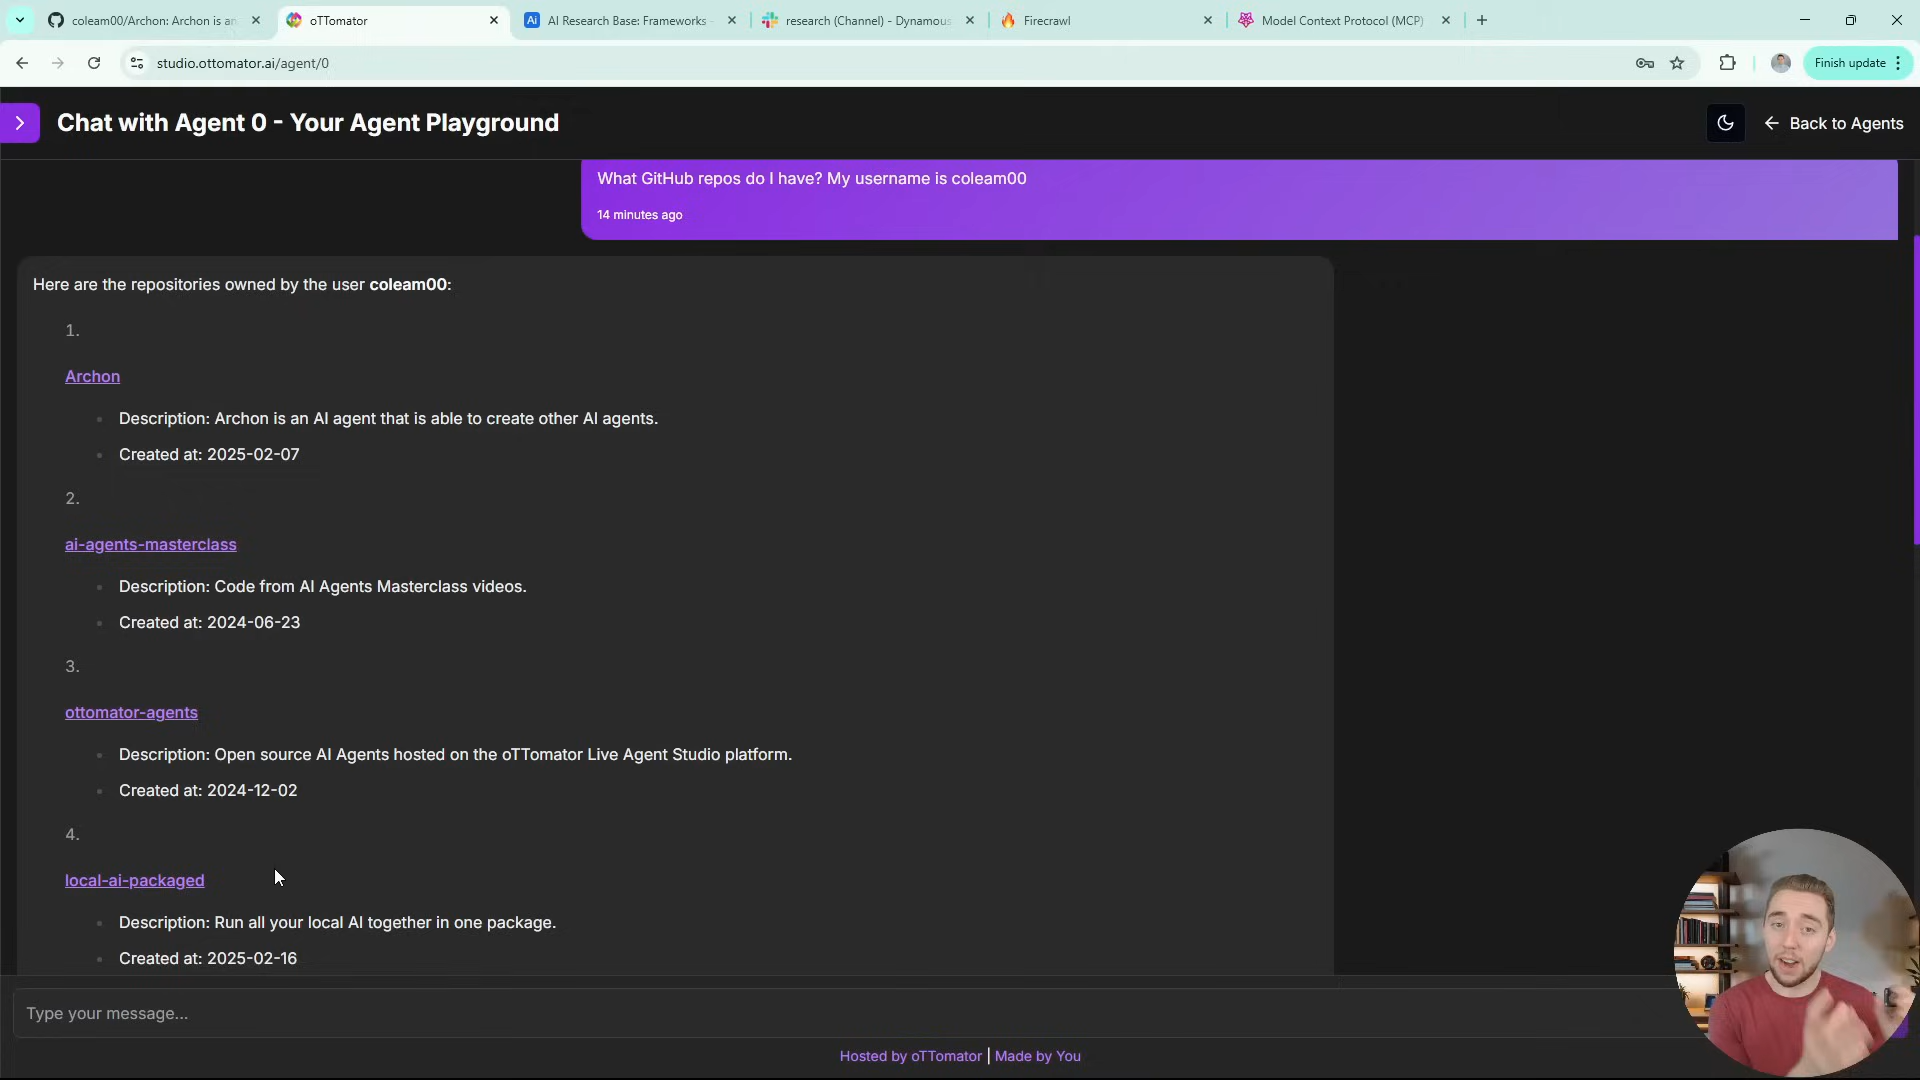 coleam00/Archon: Archon is an
oTTomator
AI Research Base: Frameworks -
research (Channel) - Dynamous
Firecrawl
Model Context Protocol (MCP)
studio.ottomator.ai/agent/0
Finish update
Chat with Agent 0 - Your Agent Playground
Back to Agents
What GitHub repos do I have? My username is coleam00
14 minutes ago
Here are the repositories owned by the user coleam00:
1.
Archon
Description: Archon is an AI agent that is able to create other AI agents.
Created at: 2025-02-07
2.
ai-agents-masterclass
Description: Code from AI Agents Masterclass videos.
Created at: 2024-06-23
3.
ottomator-agents
Description: Open source AI Agents hosted on the oTTomator Live Agent Studio platform.
Created at: 2024-12-02
4.
local-ai-packaged
Description: Run all your local AI together in one package.
Created at: 2025-02-16
Type your message...
Hosted by oTTomator | Made by You